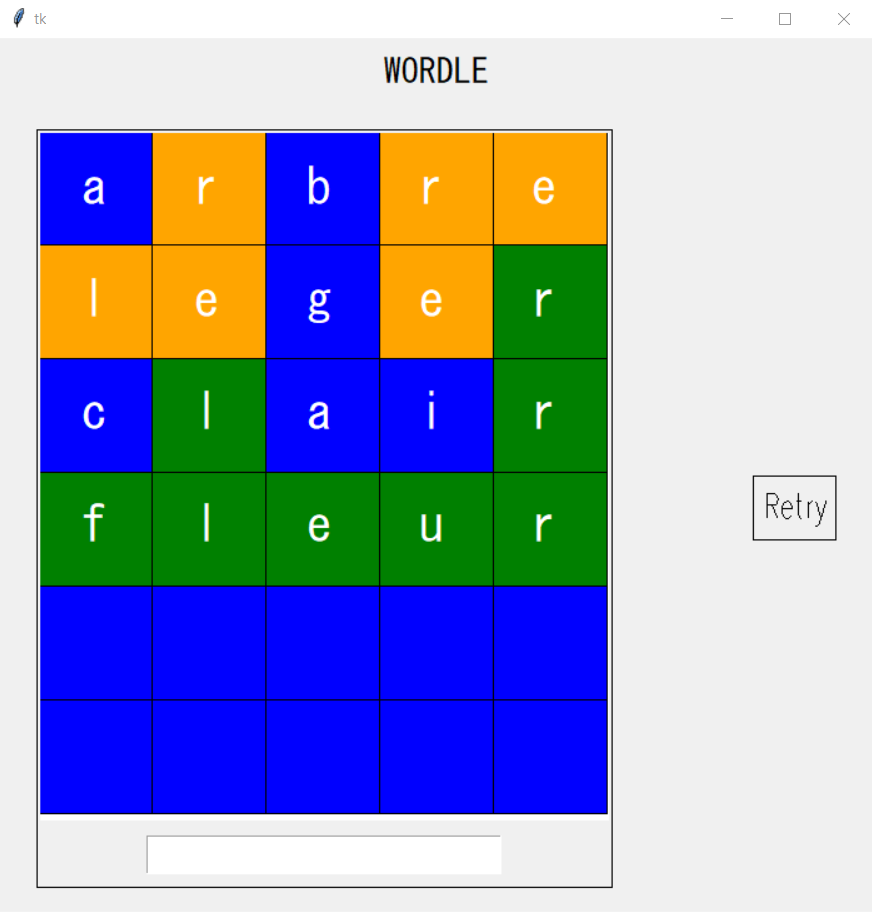 tk
WORDLE
a r b r e
l e g e r
c l a i r
f l e u r
Retry